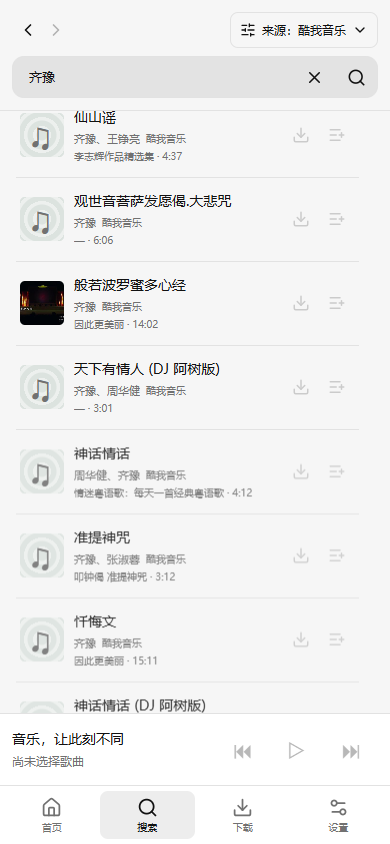 来源：酷我音乐
齐豫
仙山谣
齐豫、王铮亮 酷我音乐
李志辉作品精选集 · 4:37
观世音菩萨发愿偈.大悲咒
齐豫 酷我音乐
— · 6:06
般若波罗蜜多心经
齐豫 酷我音乐
因此更美丽 · 14:02
天下有情人 (DJ 阿树版)
齐豫、周华健 酷我音乐
— · 3:01
神话情话
周华健、齐豫 酷我音乐
情迷粤语歌：每天一首经典粤语歌 · 4:12
准提神咒
齐豫、张淑蓉 酷我音乐
叩钟偈 准提神咒 · 3:12
忏悔文
齐豫 酷我音乐
因此更美丽 · 15:11
神话情话 (DJ 阿树版)
音乐，让此刻不同
尚未选择歌曲
首页
搜索
下载
设置